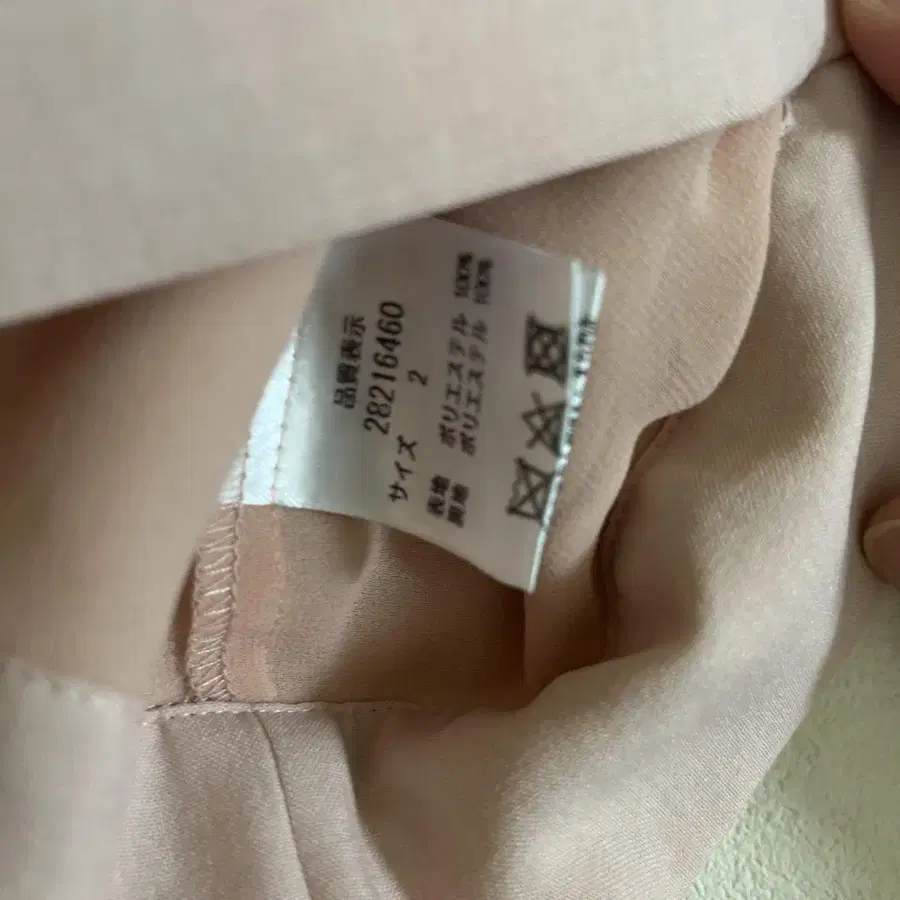 品質表示
28216460
サイズ 2
表地 ポリエステル 100%
裏地 ポリエステル 100%